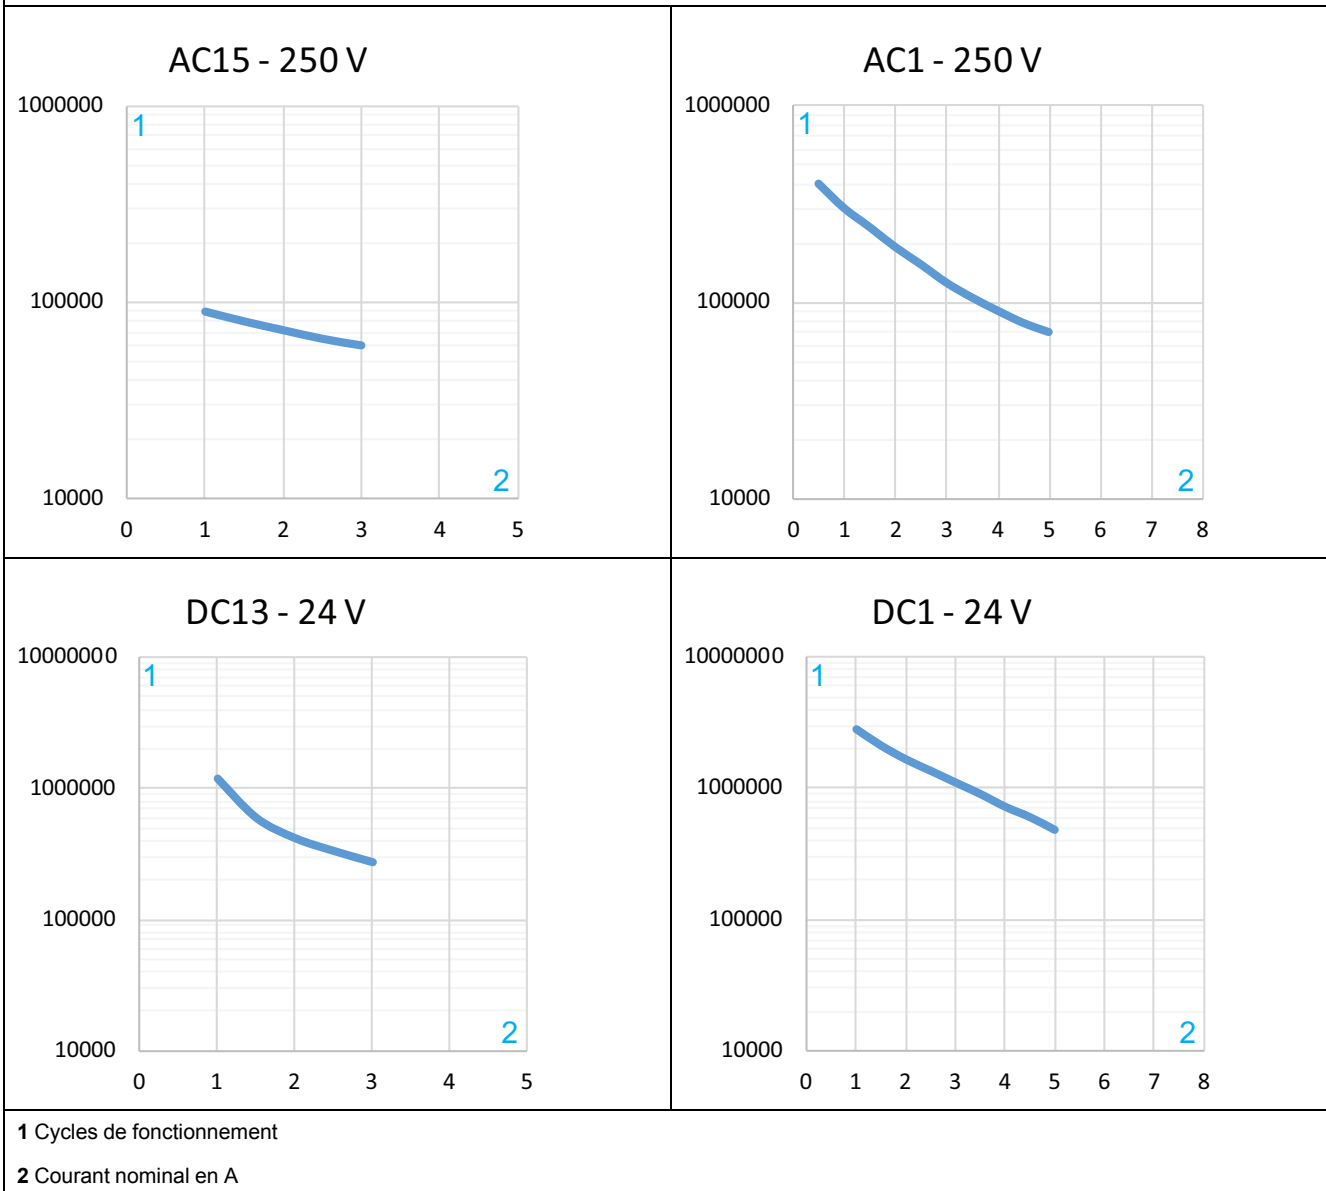 AC15 - 250 V
1000000
1
100000
10000
2
0 1 2 3 4 5
AC1 - 250 V
1000000
1
100000
10000
2
0 1 2 3 4 5 6 7 8
DC13 - 24 V
10000000
1
1000000
100000
10000
2
0 1 2 3 4 5
DC1 - 24 V
10000000
1
1000000
100000
10000
2
0 1 2 3 4 5 6 7 8
1 Cycles de fonctionnement
2 Courant nominal en A